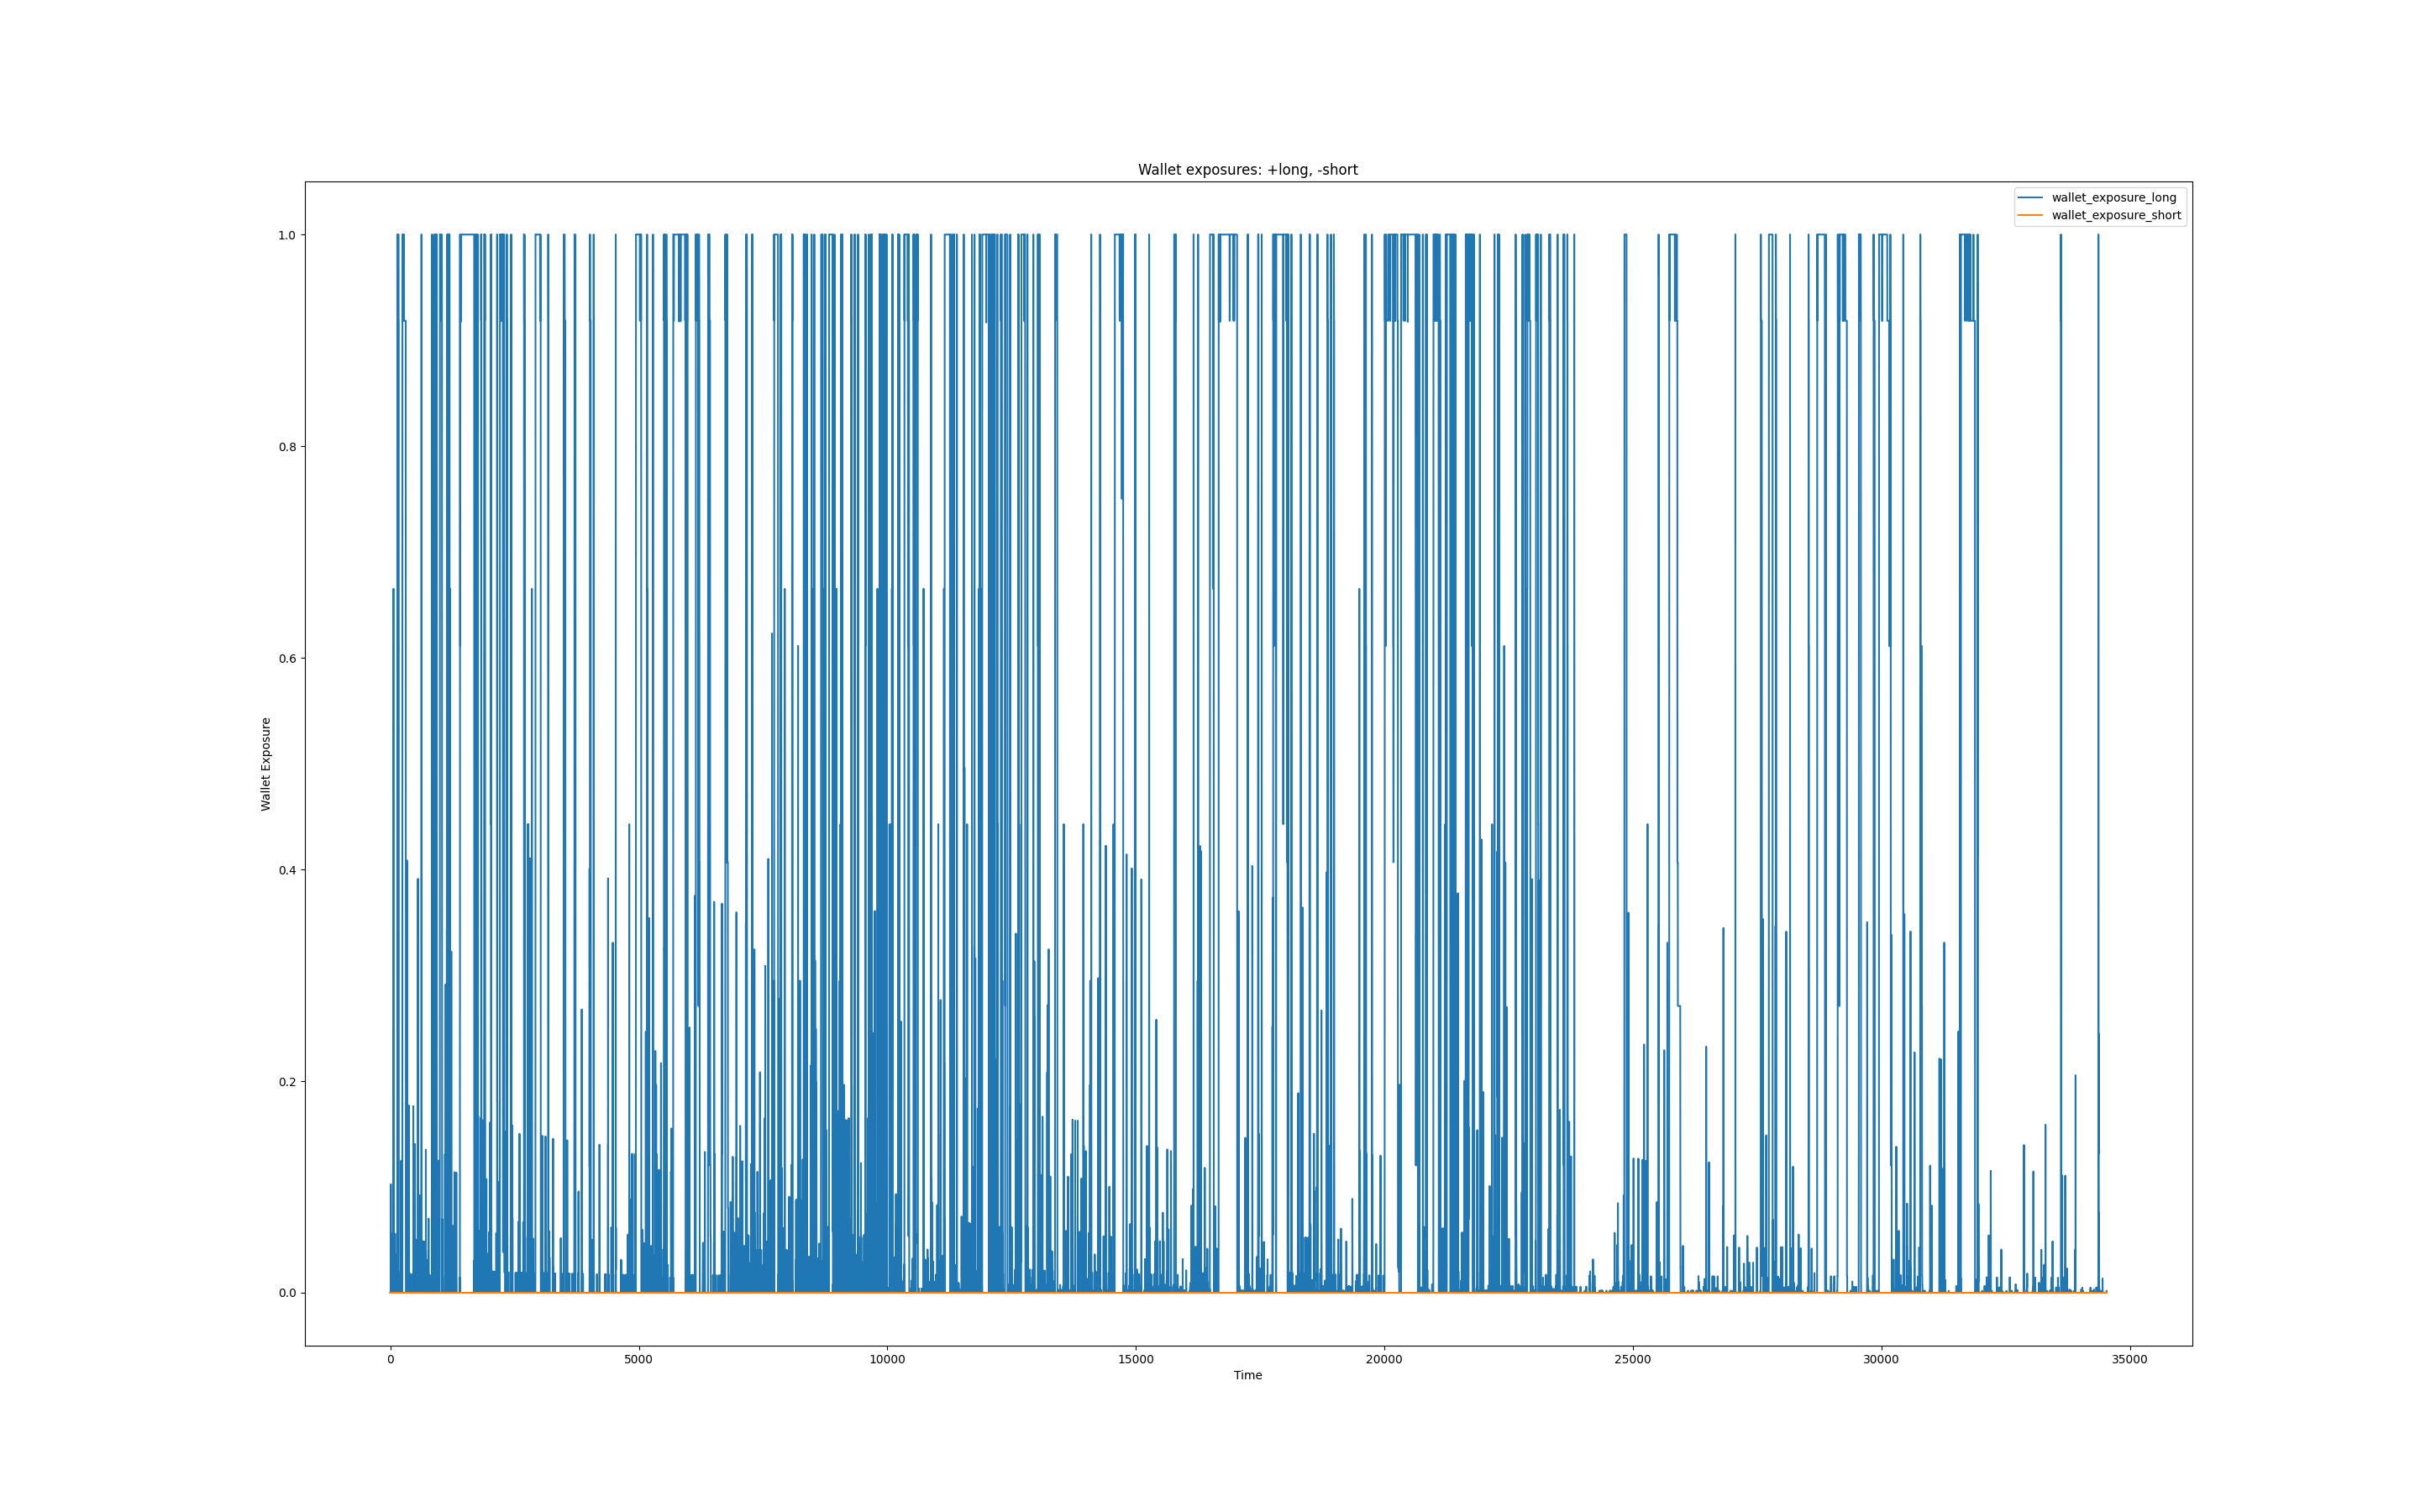 Wallet exposures: +long, -short
wallet_exposure_long
wallet_exposure_short
1.0
0.8
0.6
0.4
0.2
0.0
Wallet Exposure
0 5000 10000 15000 20000 25000 30000 35000
Time